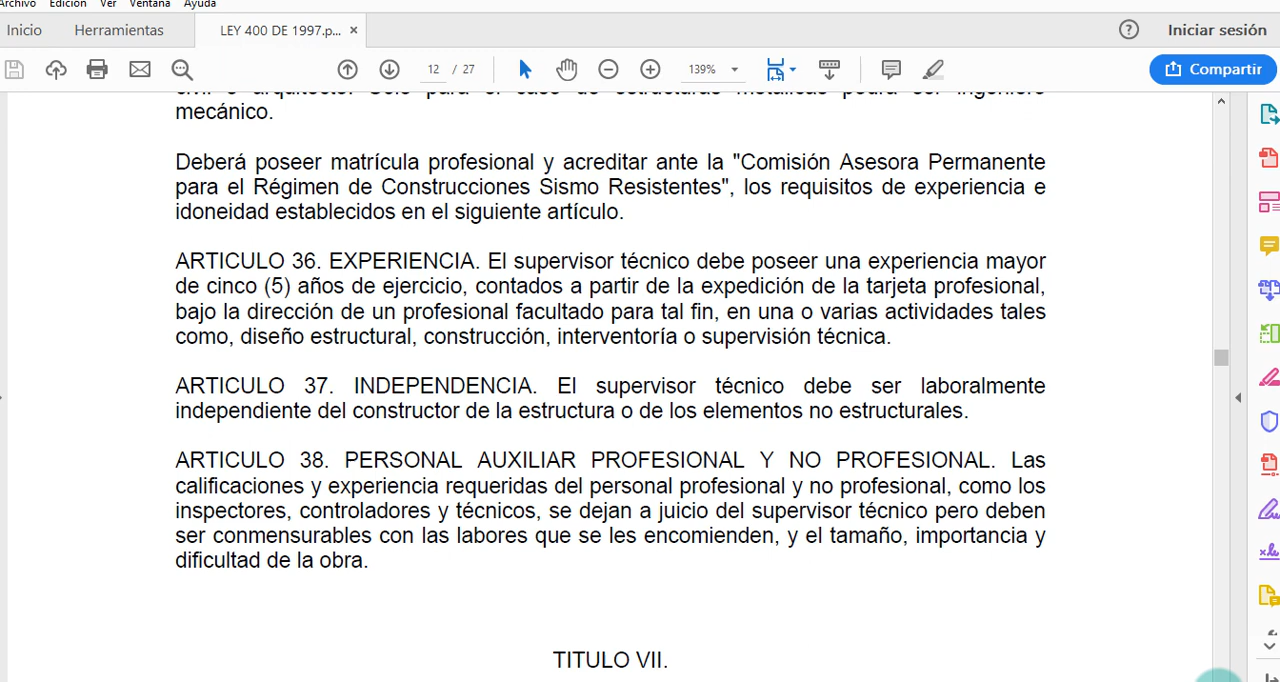 Archivo Edición Ver Ventana Ayuda
Inicio Herramientas LEY 400 DE 1997.p... × ? Iniciar sesión
12 / 27 139% Compartir
civil o arquitecto. Solo para el caso de estructuras metálicas podrá ser ingeniero
mecánico.
Deberá poseer matrícula profesional y acreditar ante la "Comisión Asesora Permanente
para el Régimen de Construcciones Sismo Resistentes", los requisitos de experiencia e
idoneidad establecidos en el siguiente artículo.
ARTICULO 36. EXPERIENCIA. El supervisor técnico debe poseer una experiencia mayor
de cinco (5) años de ejercicio, contados a partir de la expedición de la tarjeta profesional,
bajo la dirección de un profesional facultado para tal fin, en una o varias actividades tales
como, diseño estructural, construcción, interventoría o supervisión técnica.
ARTICULO 37. INDEPENDENCIA. El supervisor técnico debe ser laboralmente
independiente del constructor de la estructura o de los elementos no estructurales.
ARTICULO 38. PERSONAL AUXILIAR PROFESIONAL Y NO PROFESIONAL. Las
calificaciones y experiencia requeridas del personal profesional y no profesional, como los
inspectores, controladores y técnicos, se dejan a juicio del supervisor técnico pero deben
ser conmensurables con las labores que se les encomienden, y el tamaño, importancia y
dificultad de la obra.
TITULO VII.